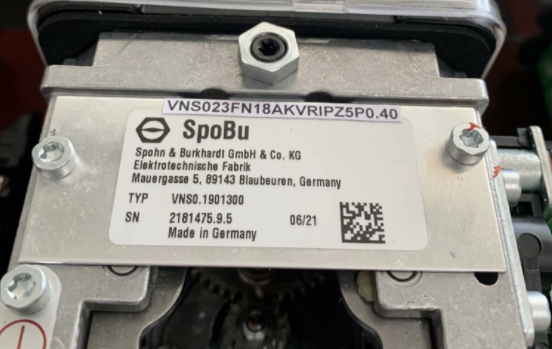 VNS023FN18AKVRIPZ5P0.40
SpoBu
Spohn & Burkhardt GmbH & Co. KG
Elektrotechnische Fabrik
Mauergasse 5, 89143 Blaubeuren, Germany
TYP VNS0.1901300
SN 2181475.9.5 06/21
Made in Germany